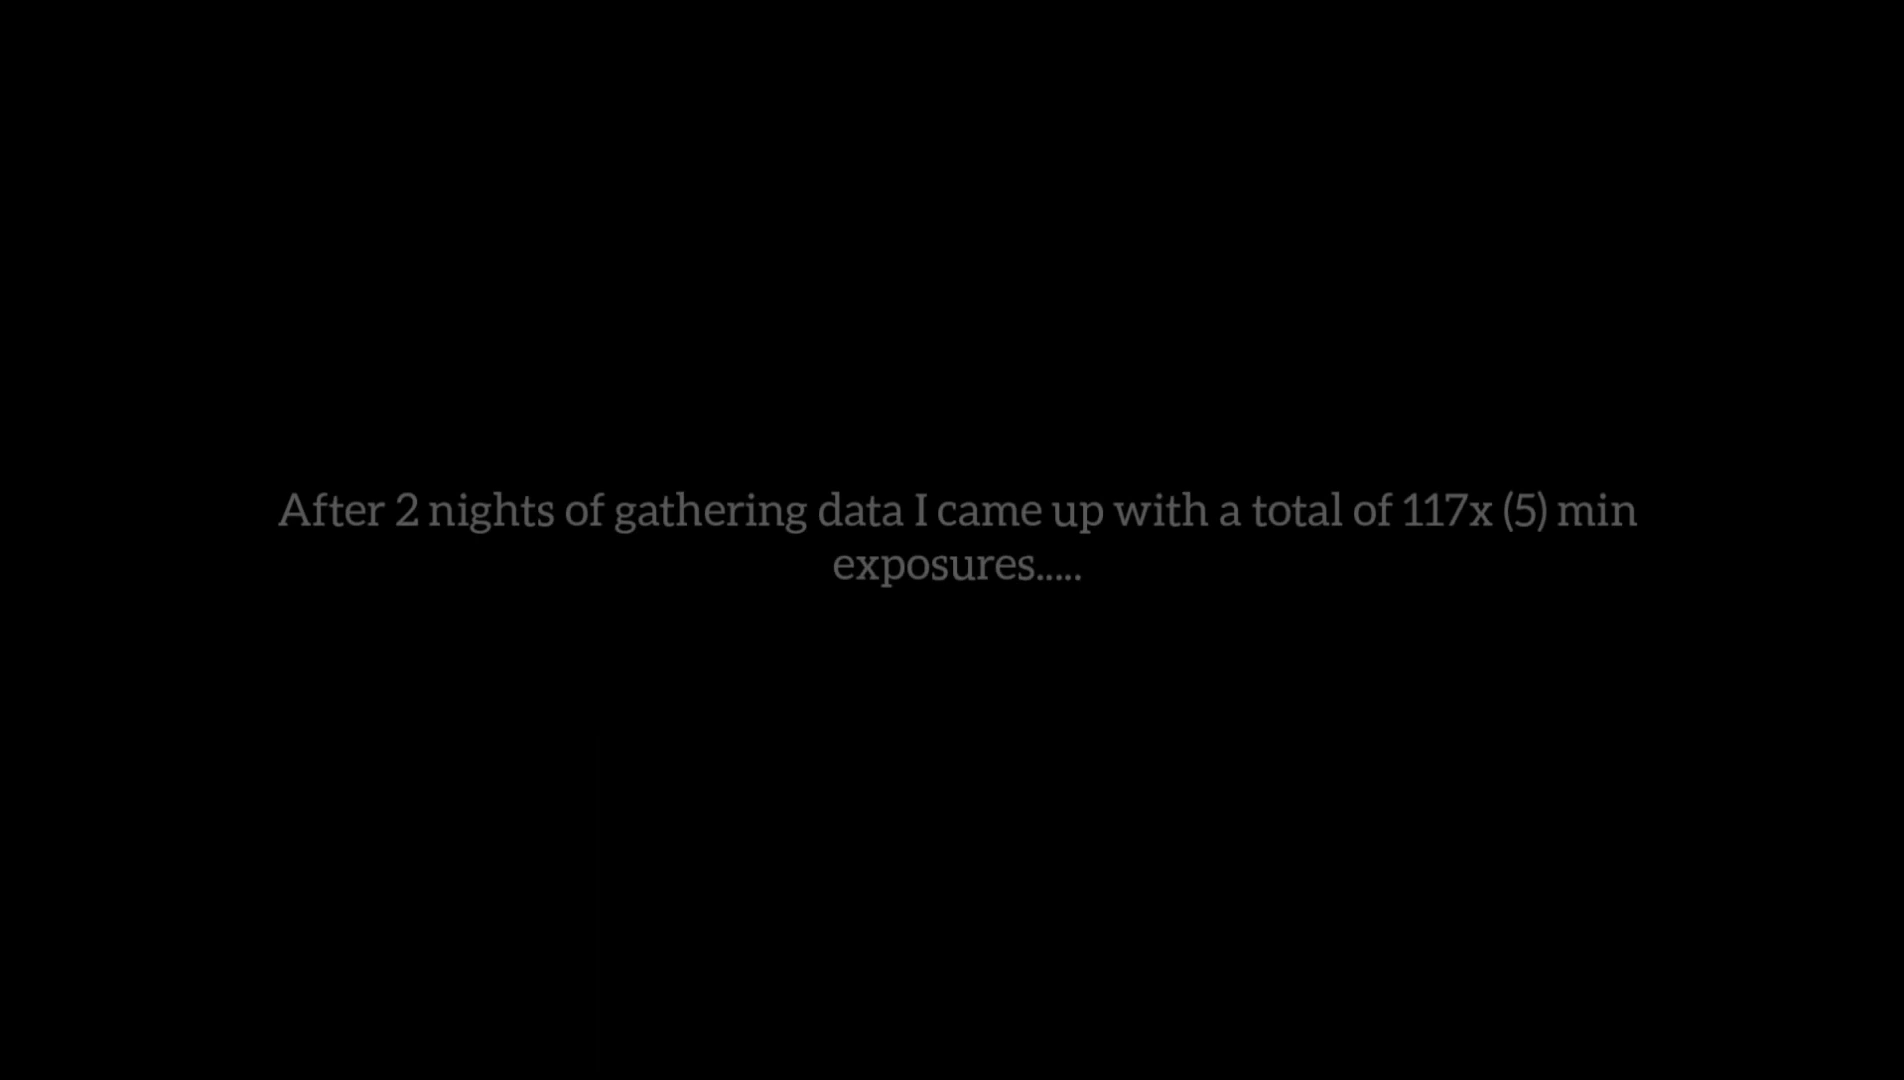 After 2 nights of gathering data I came up with a total of 117x (5) min
exposures.....